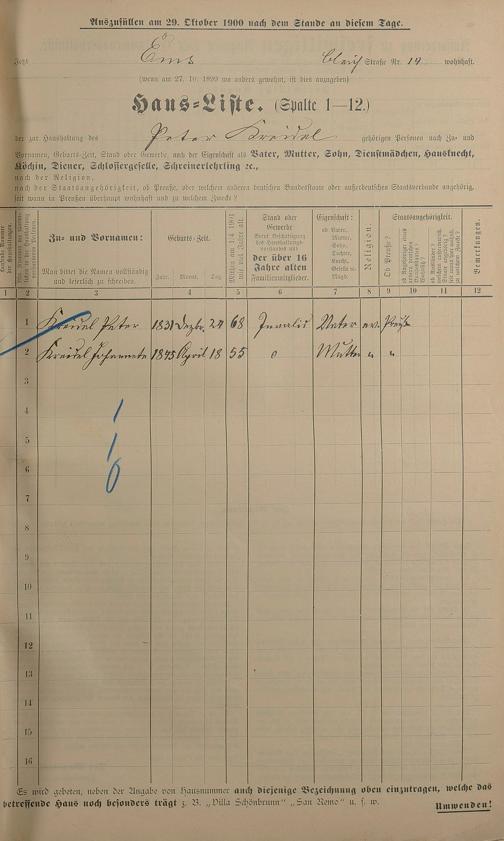 Auszufüllen am 29. Oktober 1900 nach dem Stande an diesem Tage.
Jetzt Ems Bleich Straße Nr. 14 wohnhaft.
(wenn am 27. 10. 1899 wo anders gewohnt, ist dies anzugeben)
Haus-Liste. (Spalte 1—12.)
der zur Haushaltung des Peter Kreidel gehörigen Personen nach Zu- und
Vornamen, Geburts-Zeit, Stand oder Gewerbe, nach der Eigenschaft als Vater, Mutter, Sohn, Dienstmädchen, Hausknecht,
Köchin, Diener, Schlossergeselle, Schreinerlehrling ec.,
nach der Religion,
nach der Staatsangehörigkeit, ob Preuße, oder welchem anderen deutschen Bundesstaate oder außerdeutschen Staatsverbande angehörig,
seit wann in Preußen überhaupt wohnhaft und zu welchem Zwecke?
Zu- und Vornamen:
Man bittet die Namen vollständig
und leserlich zu schreiben.
Geburts-Zeit.
Jahr. Monat. Tag.
Stand oder
Gewerbe
der über 16
Jahre alten
Familienmitglieder.
Eigenschaft:
ob Vater,
Mutter,
Sohn,
Tochter,
Knecht,
Geselle u.
Magd.
Religion
Staatsangehörigkeit.
Ob Preuße?
Bemerkungen.
1 2 3 4 5 6 7 8 9 10 11 12
1 Kreidel Peter 1831 Dezbr. 24 68 Invalid Vater ev. Preuß
2 Kreidel Johannete 1845 April 18 55 o Mutter " "
3
4 1
5 1
6 0
7
8
9
10
11
12
13
14
15
16
Es wird gebeten, neben der Angabe von Hausnummer auch diejenige Bezeichnung oben einzutragen, welche das
betreffende Haus noch besonders trägt z. B. „Villa Schönbrunn" „San Remo" u. s. w.
Umwenden!